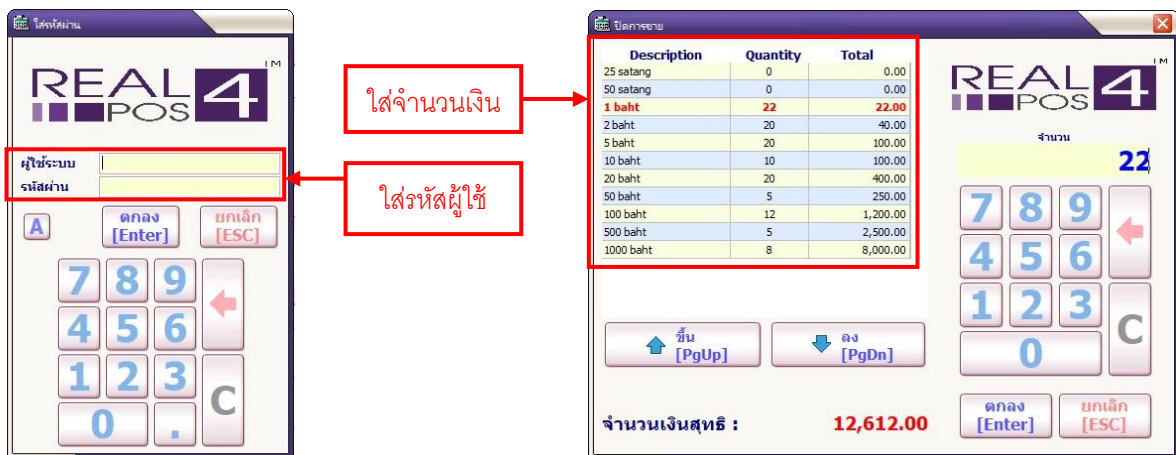 ใส่รหัสผ่าน
REAL POS 4 TM
ผู้ใช้ระบบ
รหัสผ่าน
A
ตกลง [Enter]
ยกเลิก [ESC]
7 8 9
4 5 6
1 2 3 C
0 .
ใส่จำนวนเงิน
ใส่รหัสผู้ใช้
ปิดการขาย
Description Quantity Total
25 satang 0 0.00
50 satang 0 0.00
1 baht 22 22.00
2 baht 20 40.00
5 baht 20 100.00
10 baht 10 100.00
20 baht 20 400.00
50 baht 5 250.00
100 baht 12 1,200.00
500 baht 5 2,500.00
1000 baht 8 8,000.00
ขึ้น [PgUp]
ลง [PgDn]
จำนวนเงินสุทธิ : 12,612.00
REAL POS 4 TM
จำนวน
22
7 8 9
4 5 6
1 2 3 C
0
ตกลง [Enter]
ยกเลิก [ESC]